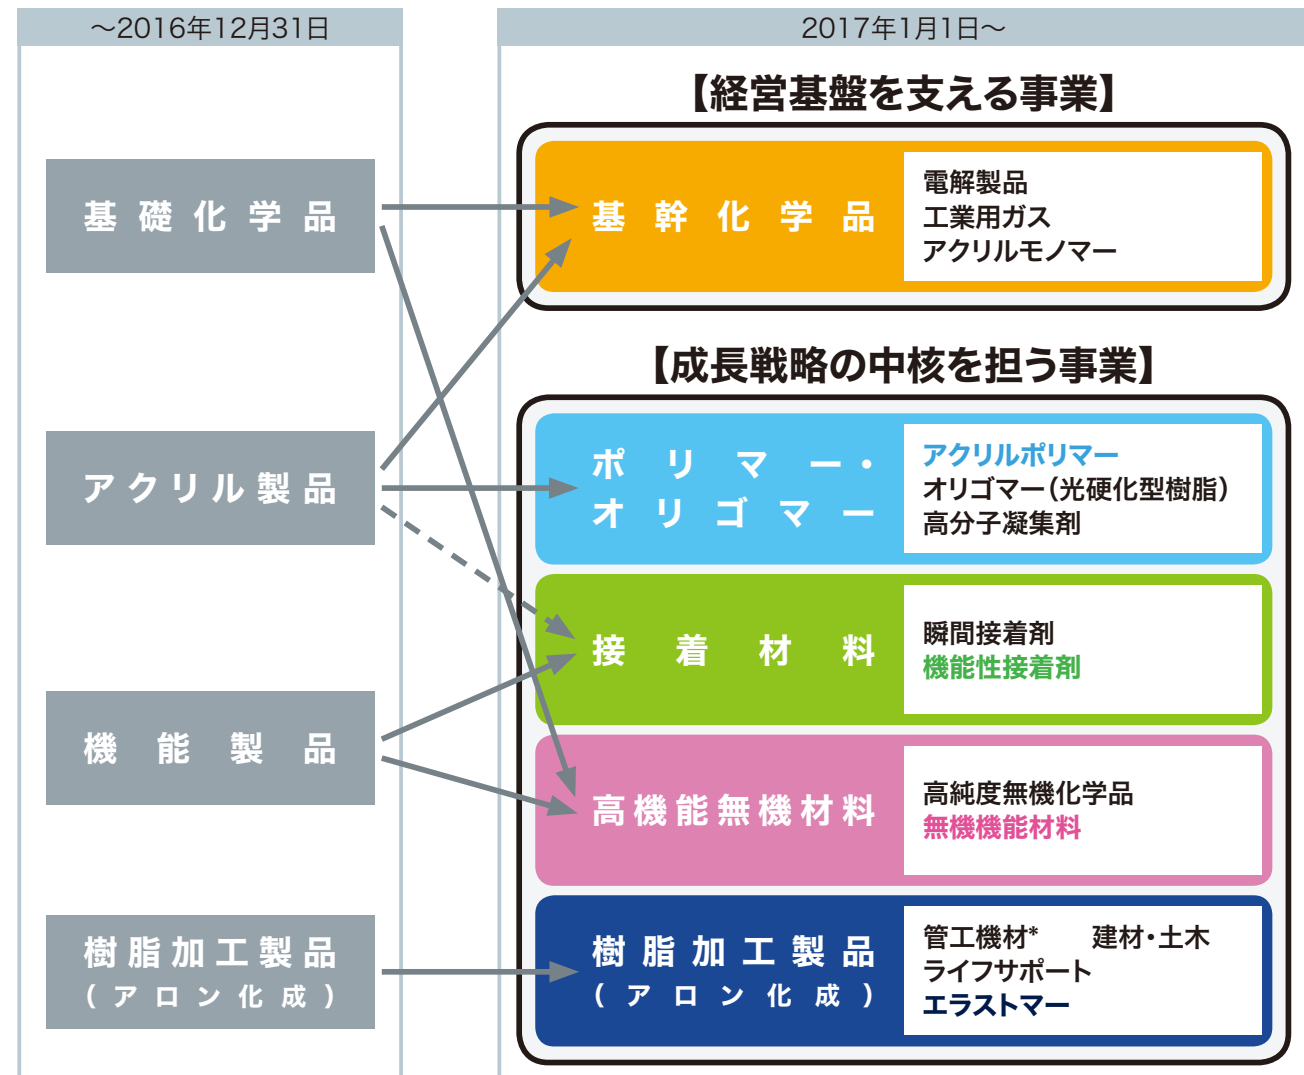 ～2016年12月31日
基礎化学品
アクリル製品
機能製品
樹脂加工製品
(アロン化成)
2017年1月1日～
【経営基盤を支える事業】
基幹化学品
電解製品
工業用ガス
アクリルモノマー
【成長戦略の中核を担う事業】
ポリマー・
オリゴマー
アクリルポリマー
オリゴマー（光硬化型樹脂）
高分子凝集剤
接着材料
瞬間接着剤
機能性接着剤
高機能無機材料
高純度無機化学品
無機機能材料
樹脂加工製品
(アロン化成)
管工機材* 建材・土木
ライフサポート
エラストマー